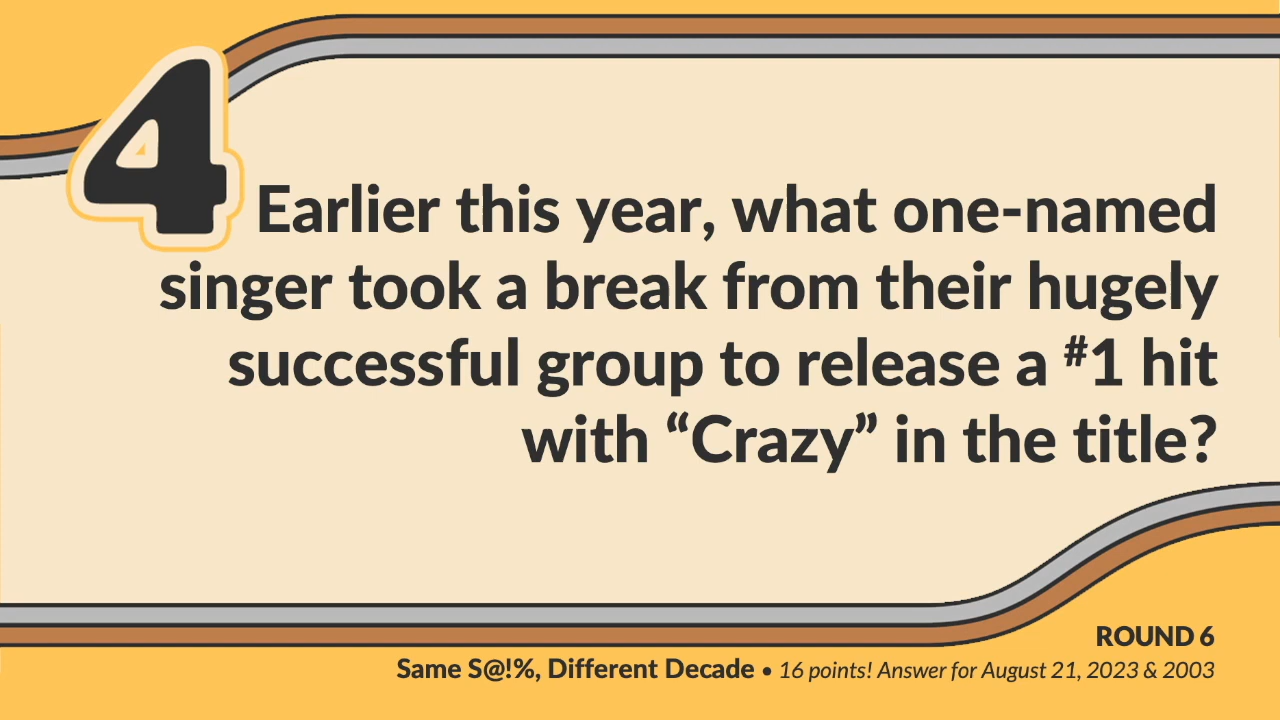 4
Earlier this year, what one-named
singer took a break from their hugely
successful group to release a #1 hit
with “Crazy” in the title?
ROUND 6
Same S@!%, Different Decade • 16 points! Answer for August 21, 2023 & 2003